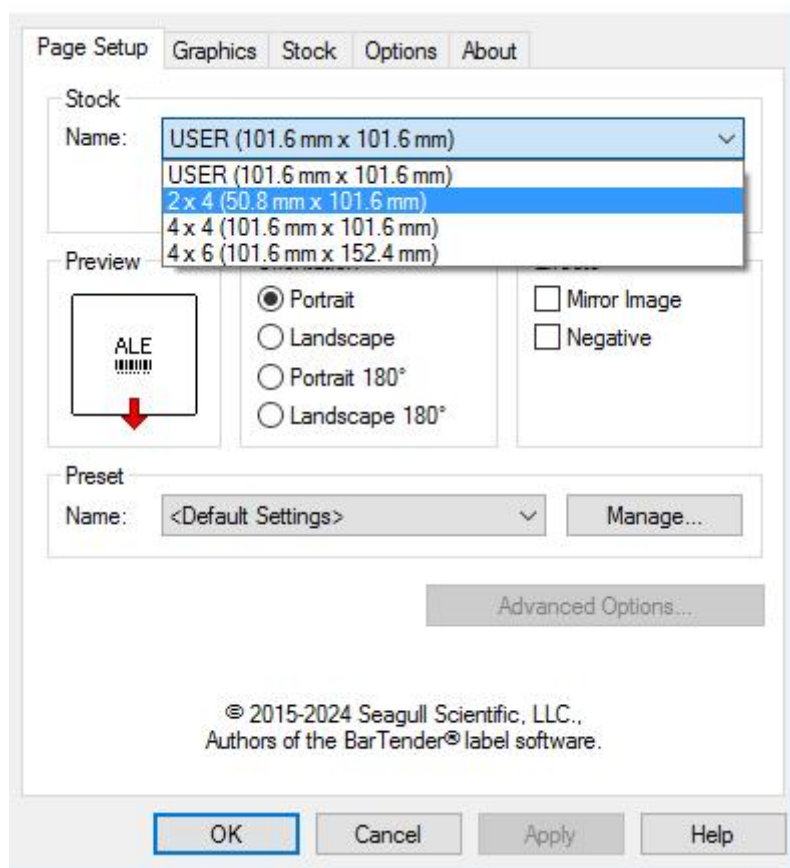 Page Setup Graphics Stock Options About
Stock
Name: USER (101.6 mm x 101.6 mm)
USER (101.6 mm x 101.6 mm)
2 x 4 (50.8 mm x 101.6 mm)
4 x 4 (101.6 mm x 101.6 mm)
4 x 6 (101.6 mm x 152.4 mm)
Preview
ALE
Portrait
Landscape
Portrait 180°
Landscape 180°
Mirror Image
Negative
Preset
Name: <Default Settings> Manage...
Advanced Options...
© 2015-2024 Seagull Scientific, LLC.,
Authors of the BarTender® label software.
OK Cancel Apply Help